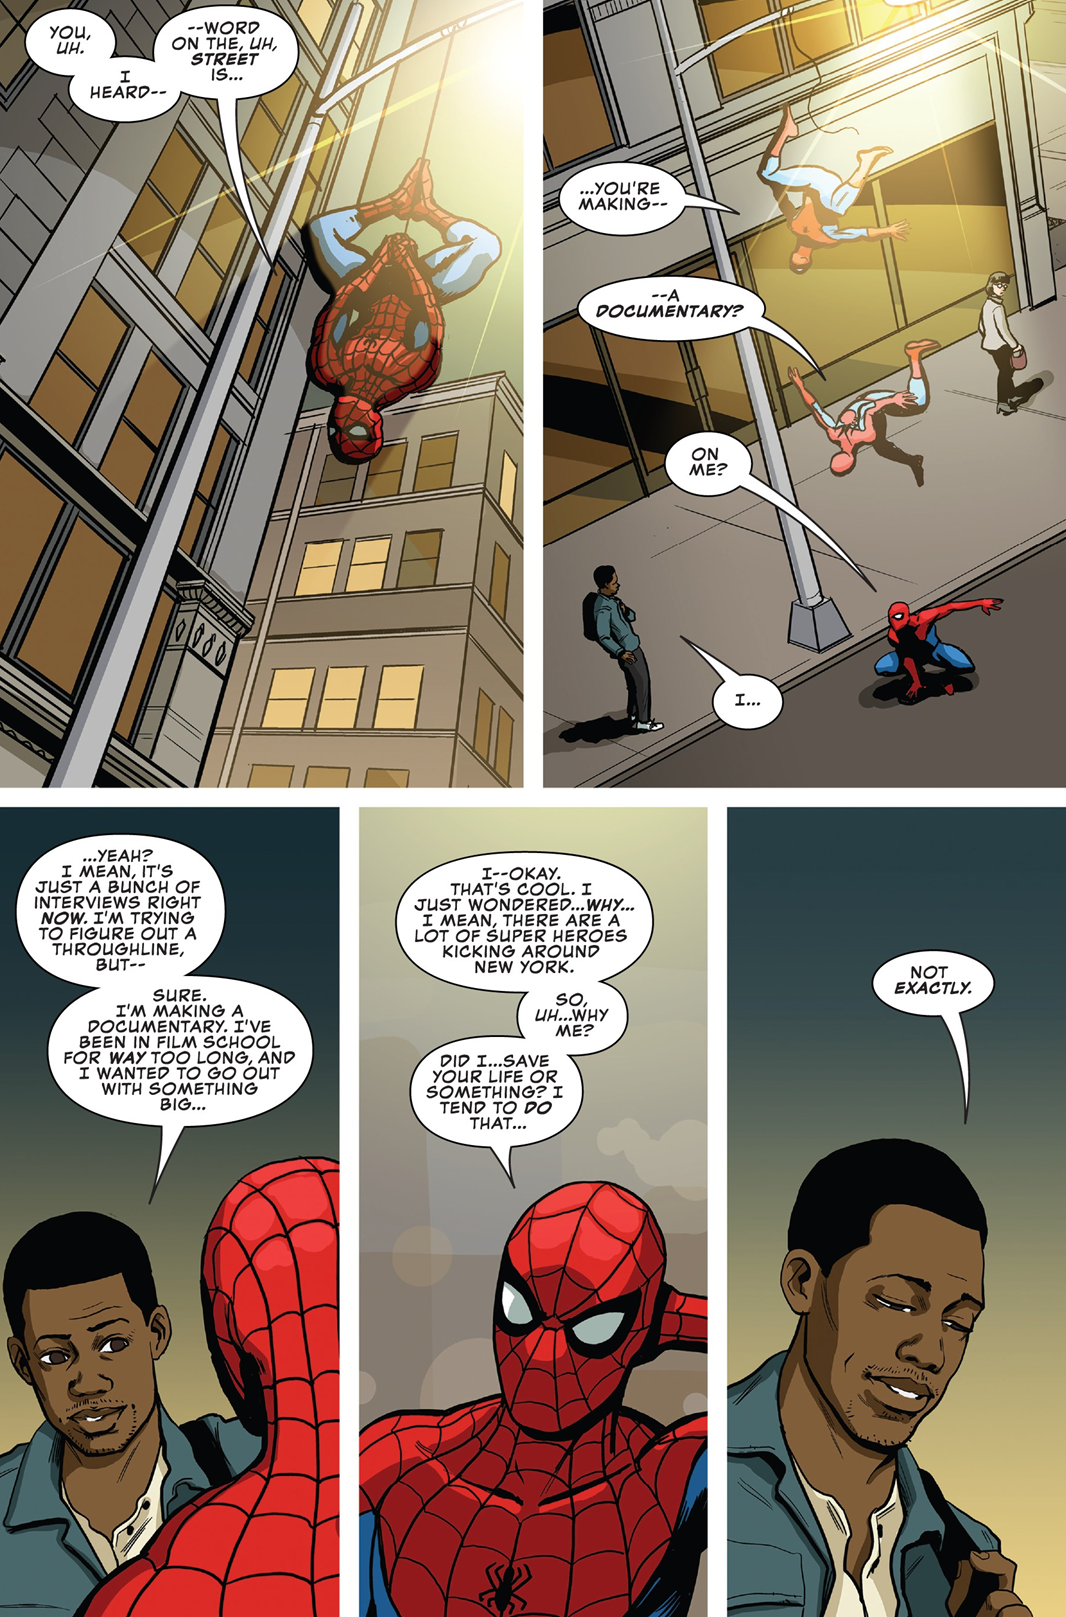 YOU,
UH.
I
HEARD--
--WORD
ON THE, UH,
STREET
IS...
...YOU'RE
MAKING--
--A
DOCUMENTARY?
ON
ME?
I...
...YEAH?
I MEAN, IT'S
JUST A BUNCH OF
INTERVIEWS RIGHT
NOW. I'M TRYING
TO FIGURE OUT A
THROUGHLINE,
BUT--
SURE.
I'M MAKING A
DOCUMENTARY. I'VE
BEEN IN FILM SCHOOL
FOR WAY TOO LONG, AND
I WANTED TO GO OUT
WITH SOMETHING
BIG...
I--OKAY.
THAT'S COOL. I
JUST WONDERED...WHY...
I MEAN, THERE ARE A
LOT OF SUPER HEROES
KICKING AROUND
NEW YORK.
SO,
UH...WHY
ME?
DID I...SAVE
YOUR LIFE OR
SOMETHING? I
TEND TO DO
THAT...
NOT
EXACTLY.